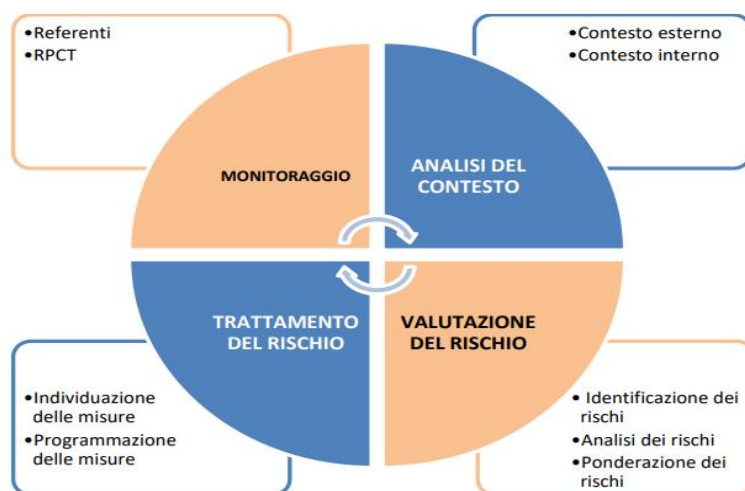 •Referenti
•RPCT
•Contesto esterno
•Contesto interno
MONITORAGGIO
ANALISI DEL
CONTESTO
TRATTAMENTO
DEL RISCHIO
VALUTAZIONE
DEL RISCHIO
•Individuazione
delle misure
•Programmazione
delle misure
• Identificazione dei
rischi
•Analisi dei rischi
•Ponderazione dei
rischi